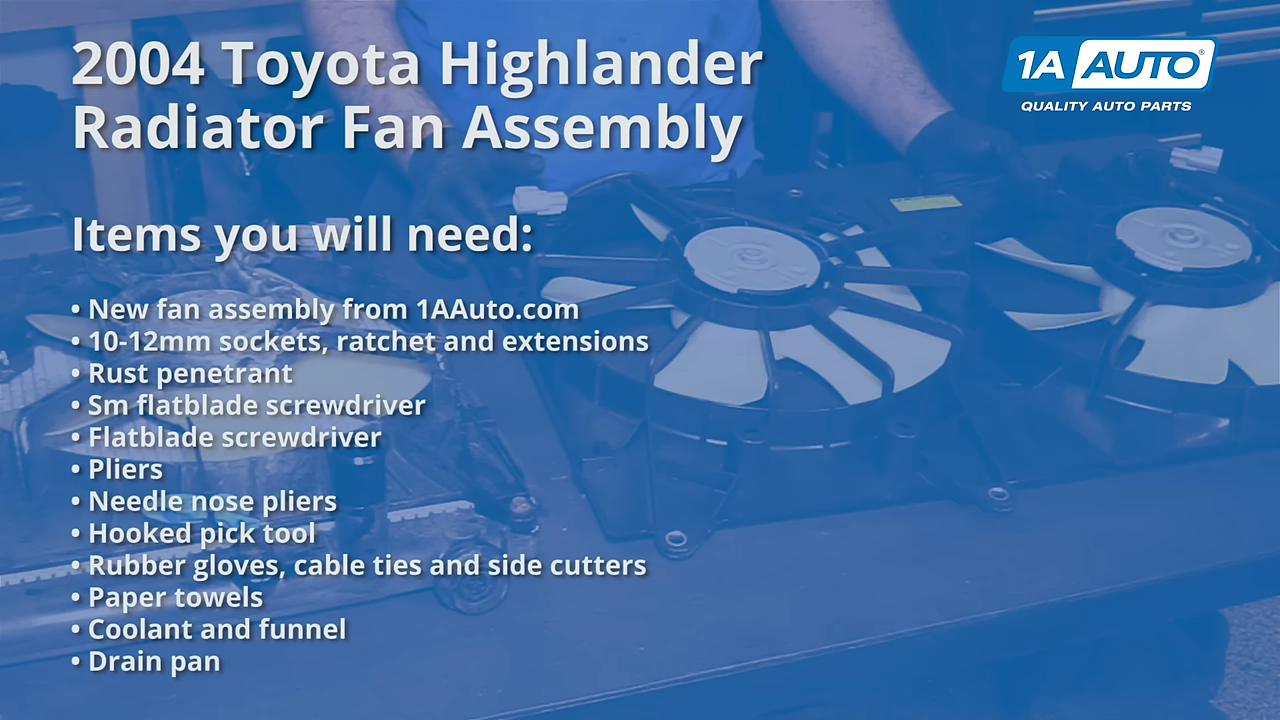 2004 Toyota Highlander
Radiator Fan Assembly
1A AUTO®
QUALITY AUTO PARTS
Items you will need:
• New fan assembly from 1AAuto.com
• 10-12mm sockets, ratchet and extensions
• Rust penetrant
• Sm flatblade screwdriver
• Flatblade screwdriver
• Pliers
• Needle nose pliers
• Hooked pick tool
• Rubber gloves, cable ties and side cutters
• Paper towels
• Coolant and funnel
• Drain pan